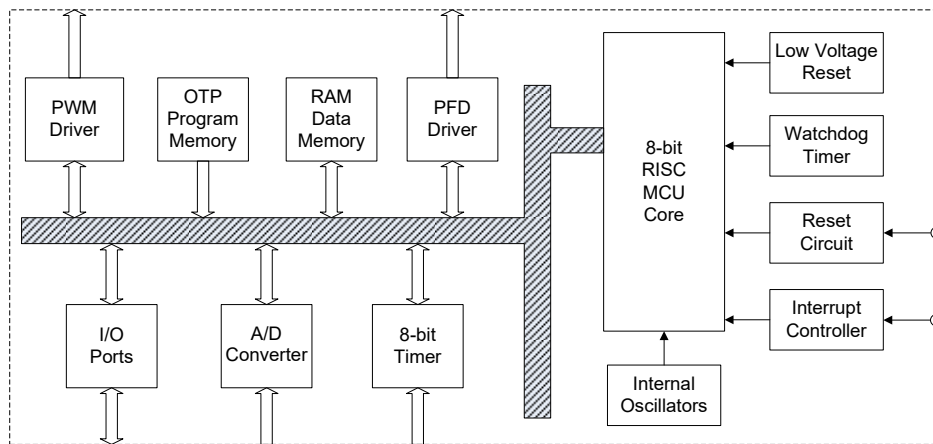 PWM
Driver
OTP
Program
Memory
RAM
Data
Memory
PFD
Driver
8-bit
RISC
MCU
Core
Low Voltage
Reset
Watchdog
Timer
Reset
Circuit
Interrupt
Controller
I/O
Ports
A/D
Converter
8-bit
Timer
Internal
Oscillators